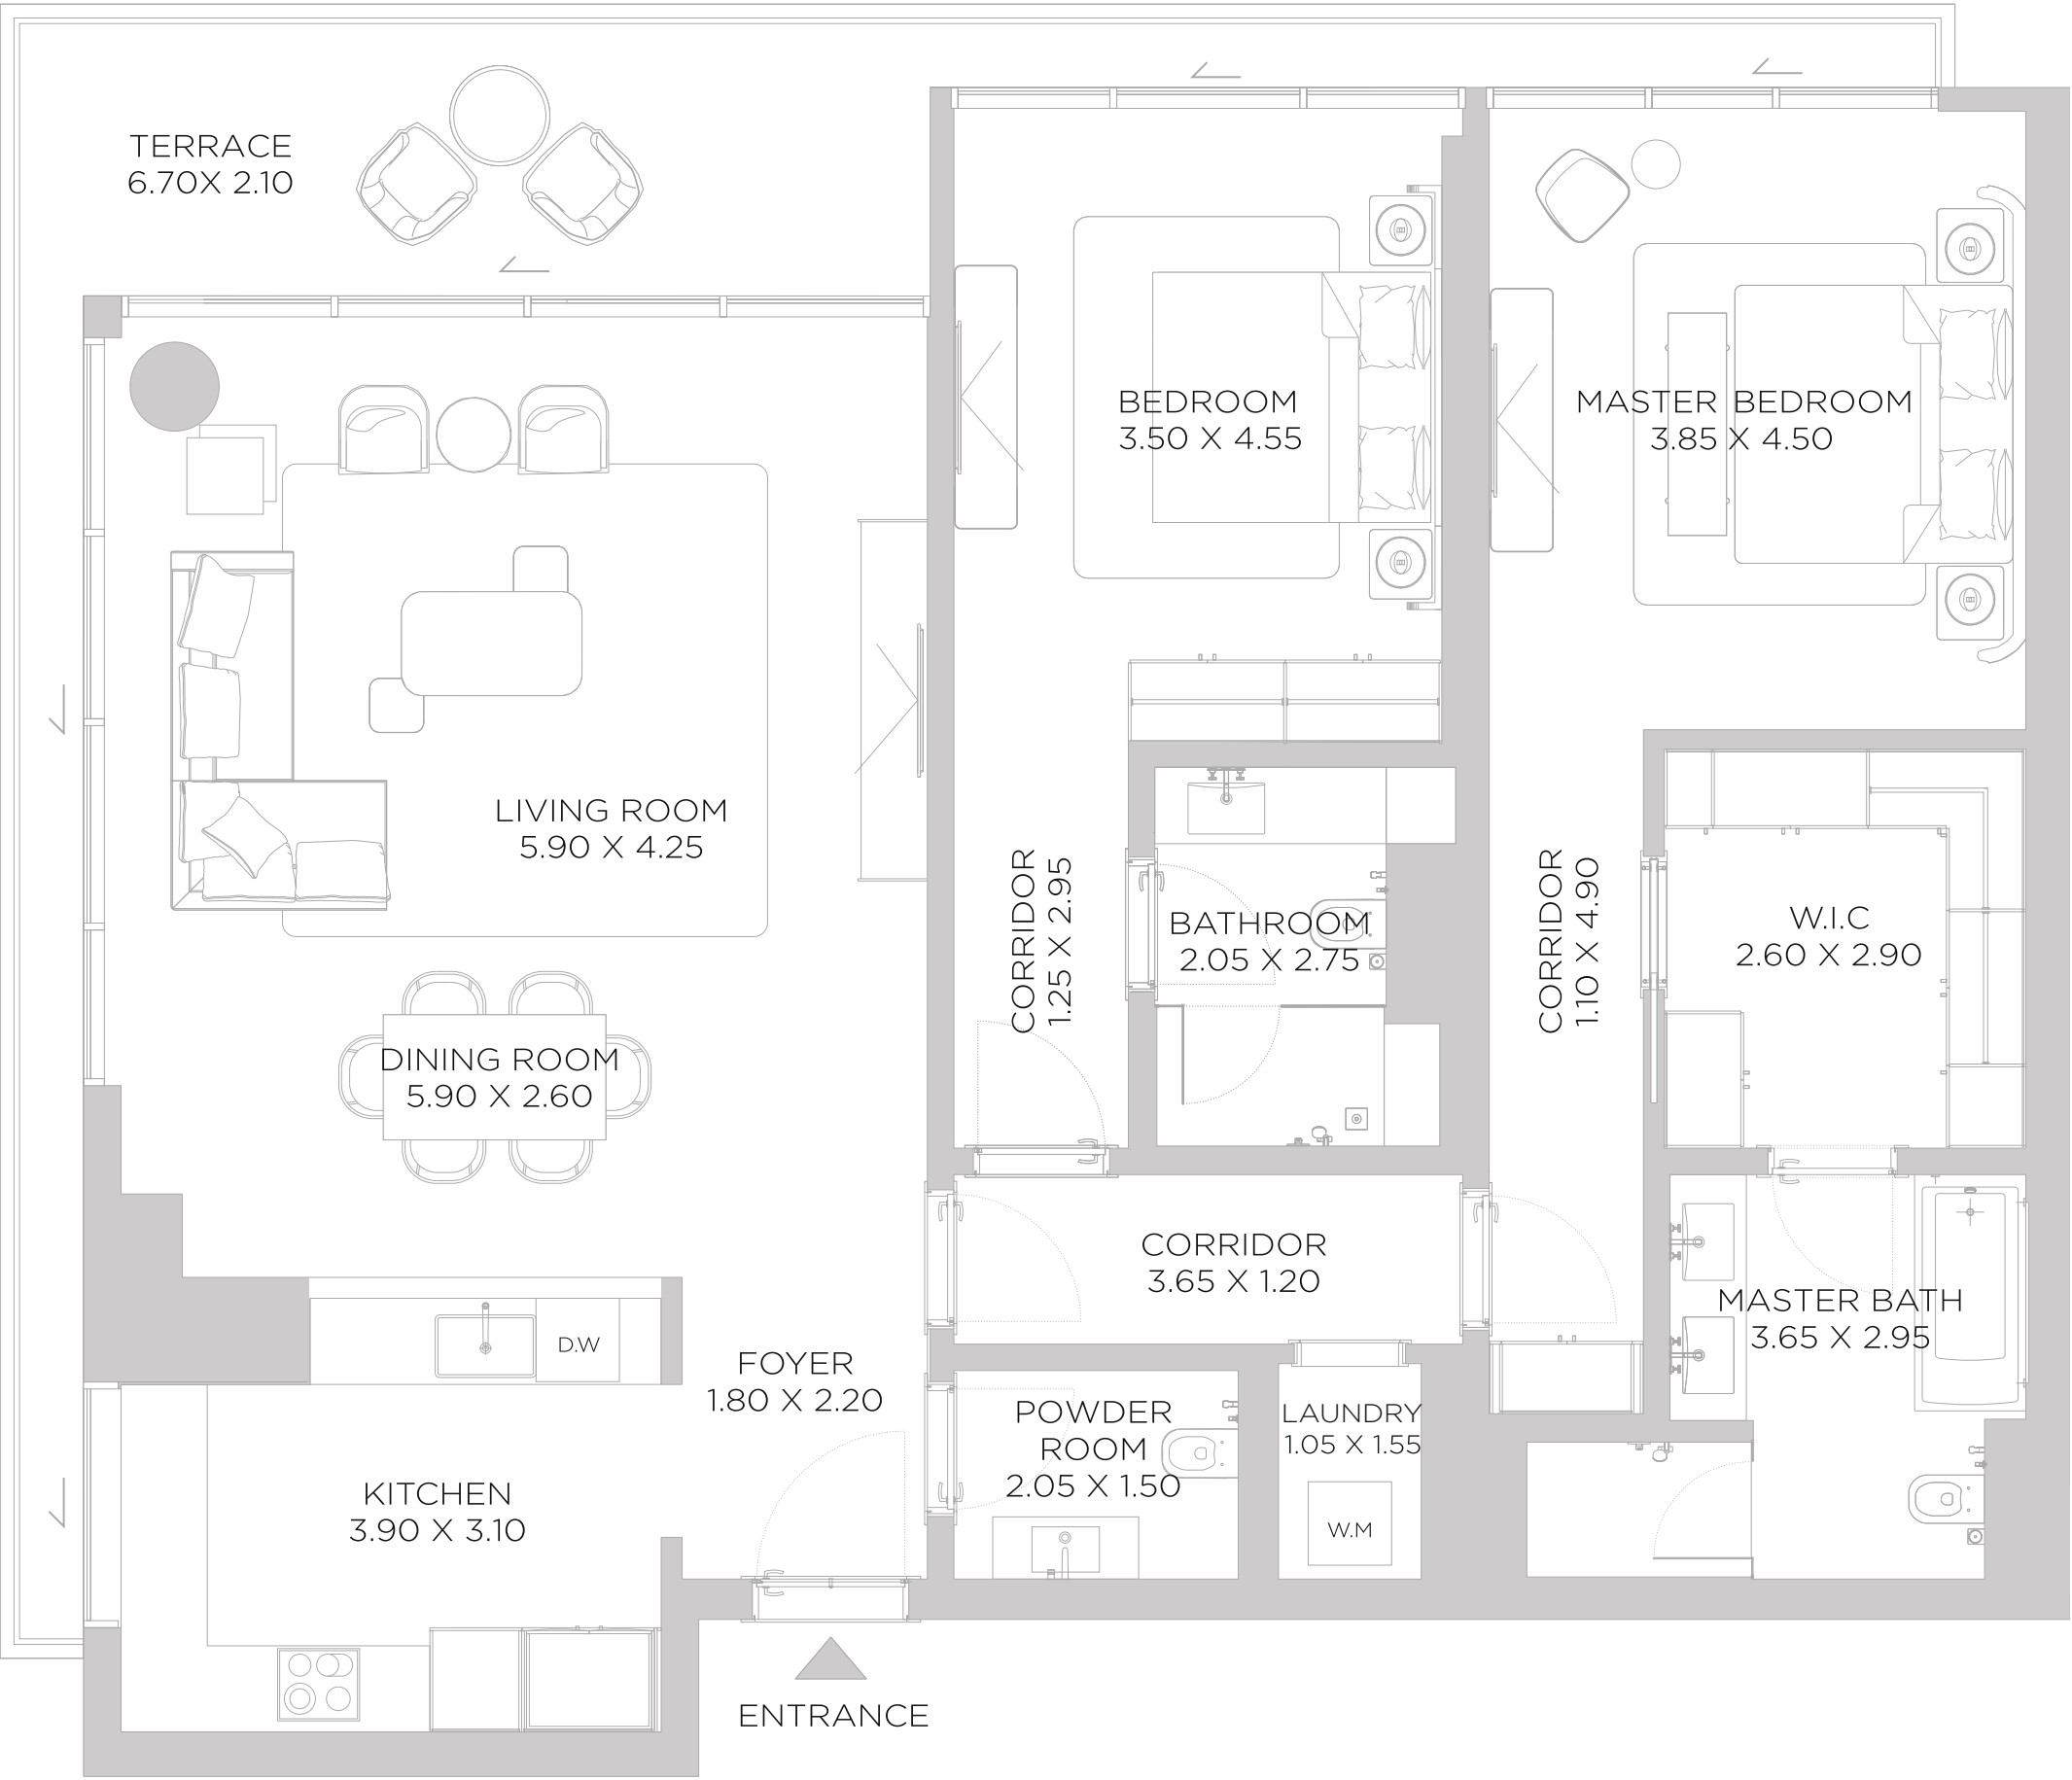 TERRACE
6.70X 2.10
BEDROOM
3.50 X 4.55
MASTER BEDROOM
3.85 X 4.50
LIVING ROOM
5.90 X 4.25
CORRIDOR
1.25 X 2.95
BATHROOM
2.05 X 2.75
CORRIDOR
1.10 X 4.90
W.I.C
2.60 X 2.90
DINING ROOM
5.90 X 2.60
CORRIDOR
3.65 X 1.20
MASTER BATH
3.65 X 2.95
D.W
FOYER
1.80 X 2.20
POWDER
ROOM
2.05 X 1.50
LAUNDRY
1.05 X 1.55
W.M
KITCHEN
3.90 X 3.10
ENTRANCE